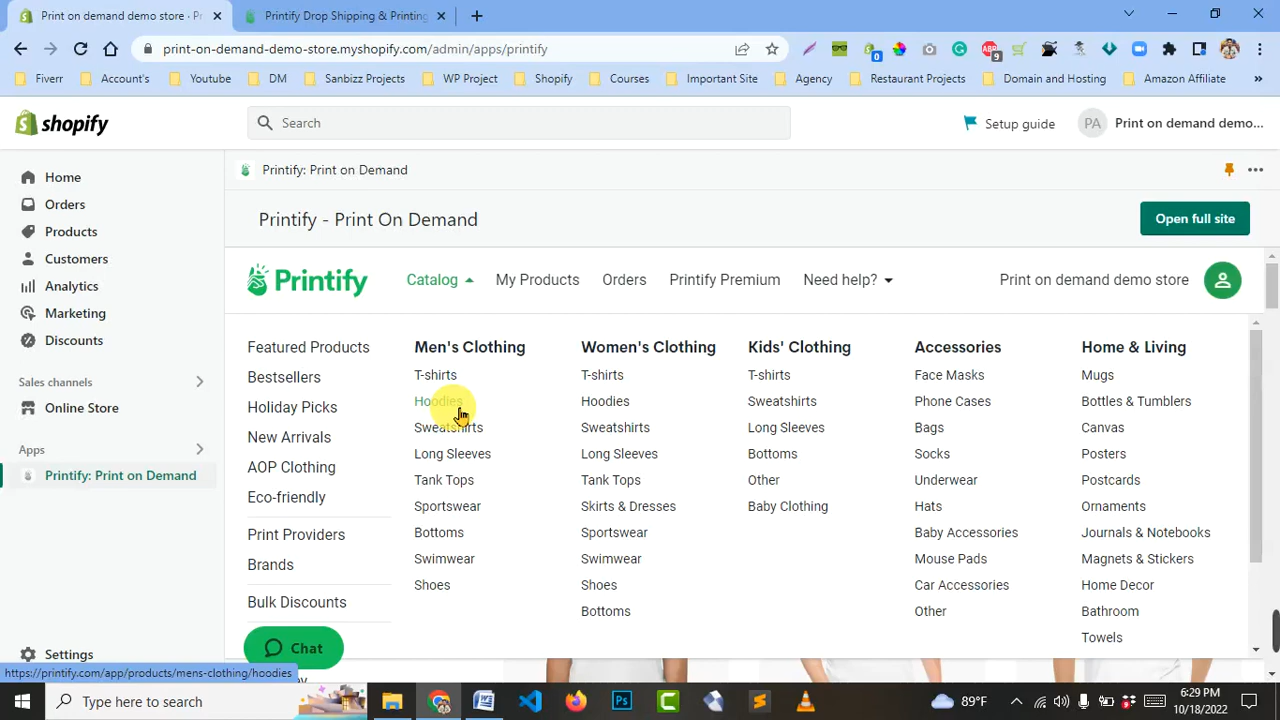 Print on demand demo store · Pr
Printify Drop Shipping & Printing
print-on-demand-demo-store.myshopify.com/admin/apps/printify
0
9
Fiverr
Account's
Youtube
DM
Sanbizz Projects
WP Project
Shopify
Courses
Important Site
Agency
Restaurant Projects
Domain and Hosting
Amazon Affiliate
»
shopify
Search
Setup guide
PA
Print on demand demo...
Home
Orders
Products
Customers
Analytics
Marketing
Discounts
Sales channels
Online Store
Apps
Printify: Print on Demand
Settings
Printify: Print on Demand
Printify - Print On Demand
Open full site
Printify
Catalog
My Products
Orders
Printify Premium
Need help?
Print on demand demo store
Featured Products
Bestsellers
Holiday Picks
New Arrivals
AOP Clothing
Eco-friendly
Print Providers
Brands
Bulk Discounts
Chat
Men's Clothing
T-shirts
Hoodies
Sweatshirts
Long Sleeves
Tank Tops
Sportswear
Bottoms
Swimwear
Shoes
Women's Clothing
T-shirts
Hoodies
Sweatshirts
Long Sleeves
Tank Tops
Skirts & Dresses
Sportswear
Swimwear
Shoes
Bottoms
Kids' Clothing
T-shirts
Sweatshirts
Long Sleeves
Bottoms
Other
Baby Clothing
Accessories
Face Masks
Phone Cases
Bags
Socks
Underwear
Hats
Baby Accessories
Mouse Pads
Car Accessories
Other
Home & Living
Mugs
Bottles & Tumblers
Canvas
Posters
Postcards
Ornaments
Journals & Notebooks
Magnets & Stickers
Home Decor
Bathroom
Towels
https://printify.com/app/products/mens-clothing/hoodies
Type here to search
89°F
6:29 PM
10/18/2022